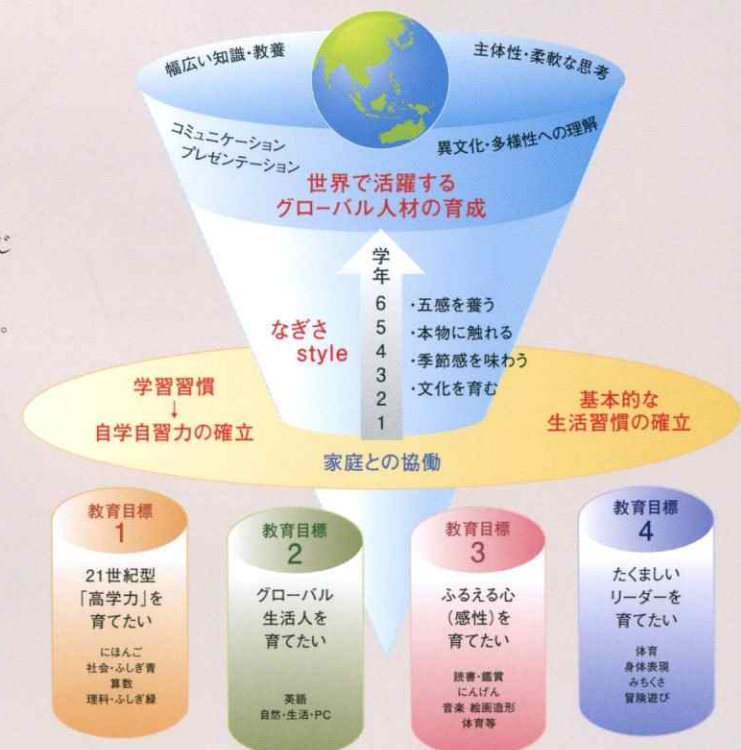 幅広い知識・教養
主体性・柔軟な思考
コミュニケーション
プレゼンテーション
異文化・多様性への理解
世界で活躍する
グローバル人材の育成
じ
。
学年
6
5
4
3
2
1
・五感を養う
・本物に触れる
・季節感を味わう
・文化を育む
なぎさ
style
学習習慣
↓
自学自習力の確立
基本的な
生活習慣の確立
家庭との協働
教育目標
1
21世紀型
「高学力」を
育てたい
にほんご
社会・ふしぎ青
算数
理科・ふしぎ緑
教育目標
2
グローバル
生活人を
育てたい
英語
自然・生活・PC
教育目標
3
ふるえる心
(感性)を
育てたい
読書・鑑賞
にんげん
音楽 絵画造形
体育等
教育目標
4
たくましい
リーダーを
育てたい
体育
身体表現
みちくさ
冒険遊び